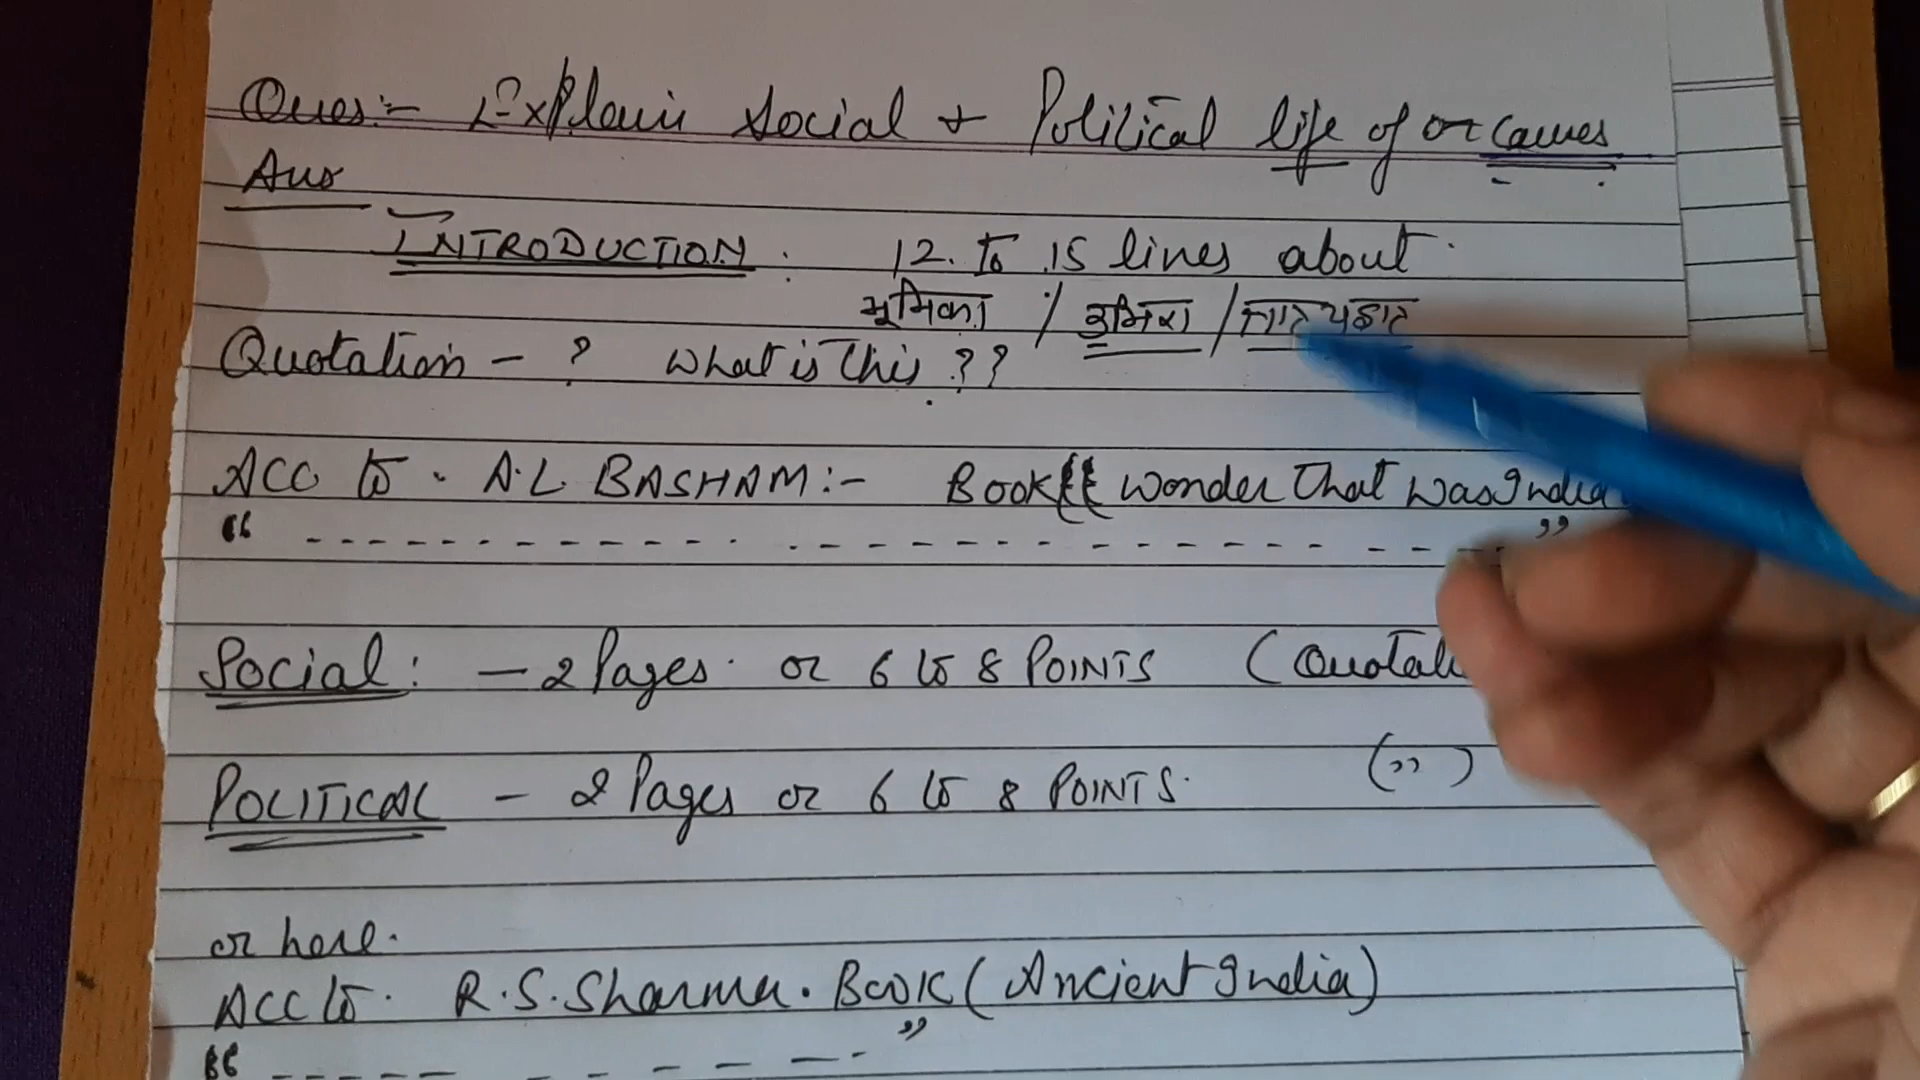 Ques:- Explain Social + Political life of or Causes
Ans
INTRODUCTION : 12 to 15 lines about
भूमिका /
Quotation - ? What is This ??
ACC to A.L BASHAM:- Book “ Wonder That Was India
“ - - - - - - - - - - - - - - - - - - - - - - - - ”
Social: - 2 Pages or 6 to 8 POINTS (Quotati
POLITICAL - 2 Pages or 6 to 8 POINTS. (”)
or here.
ACC to R.S. Sharma. Book (Ancient India)
“ - - - - - - - - - - ”